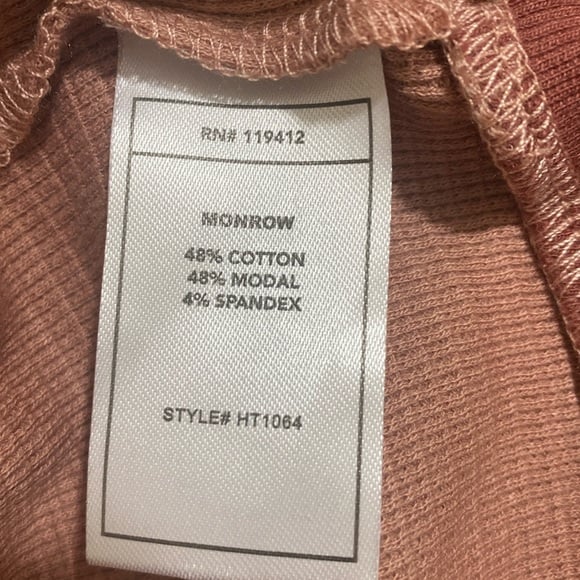 RN# 119412
MONROW
48% COTTON
48% MODAL
4% SPANDEX
STYLE# HT1064